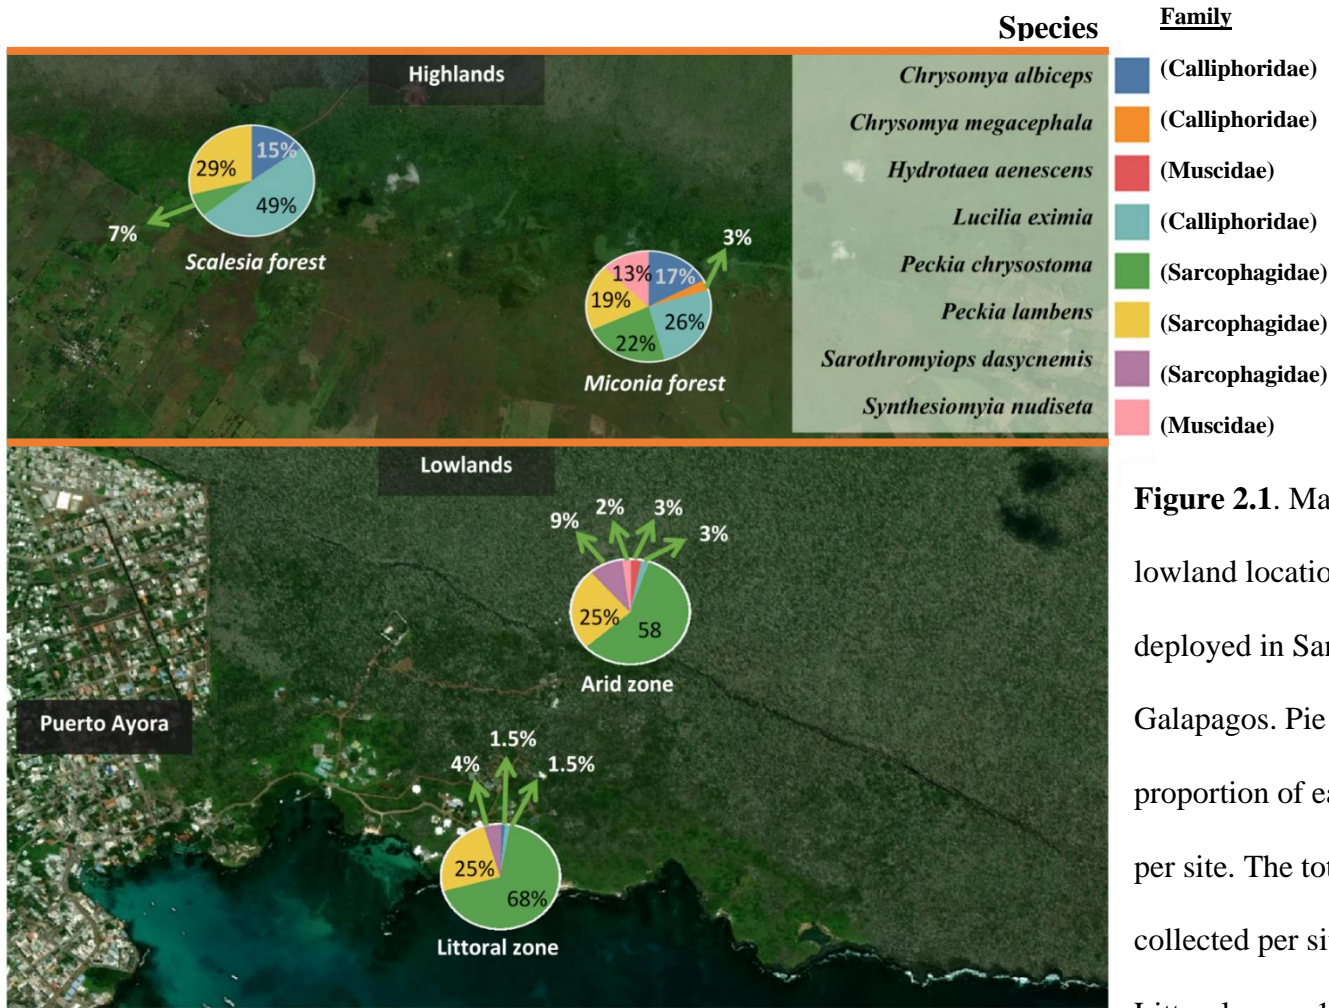 Species
Family
Highlands
Chrysomya albiceps (Calliphoridae)
Chrysomya megacephala (Calliphoridae)
Hydrotaea aenescens (Muscidae)
Lucilia eximia (Calliphoridae)
Peckia chrysostoma (Sarcophagidae)
Peckia lambens (Sarcophagidae)
Sarothromyiops dasycnemis (Sarcophagidae)
Synthesiomyia nudiseta (Muscidae)
29%
15%
49%
7%
Scalesia forest
3%
13%
17%
19%
26%
22%
Miconia forest
Lowlands
9%
2%
3%
3%
25%
58
Arid zone
Puerto Ayora
4%
1.5%
1.5%
25%
68%
Littoral zone
Figure 2.1. Ma
lowland locatio
deployed in Sa
Galapagos. Pie
proportion of ea
per site. The to
collected per si